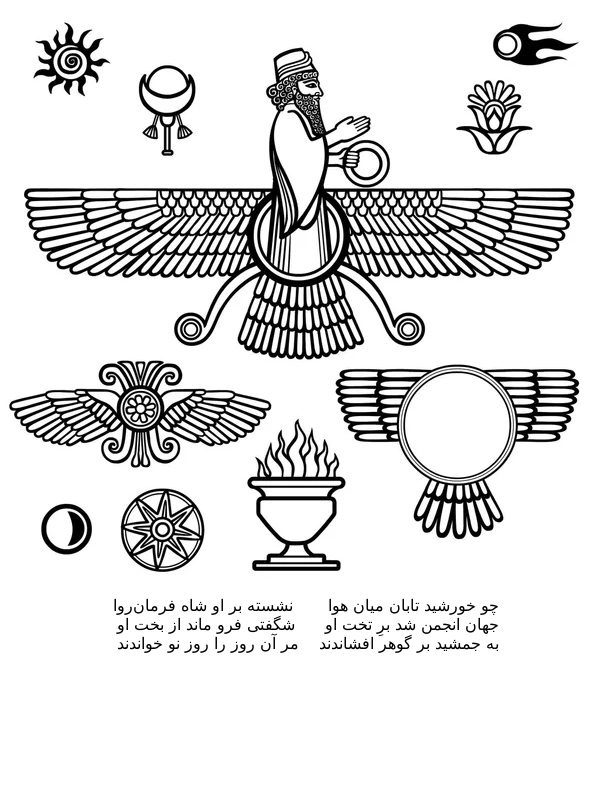 چو خورشید تابان میان هوا نشسته بر او شاه فرمان‌روا
جهان انجمن شد برِ تخت او شگفتی فرو ماند از بخت او
به جمشید بر گوهر افشاندند مر آن روز را روز نو خواندند